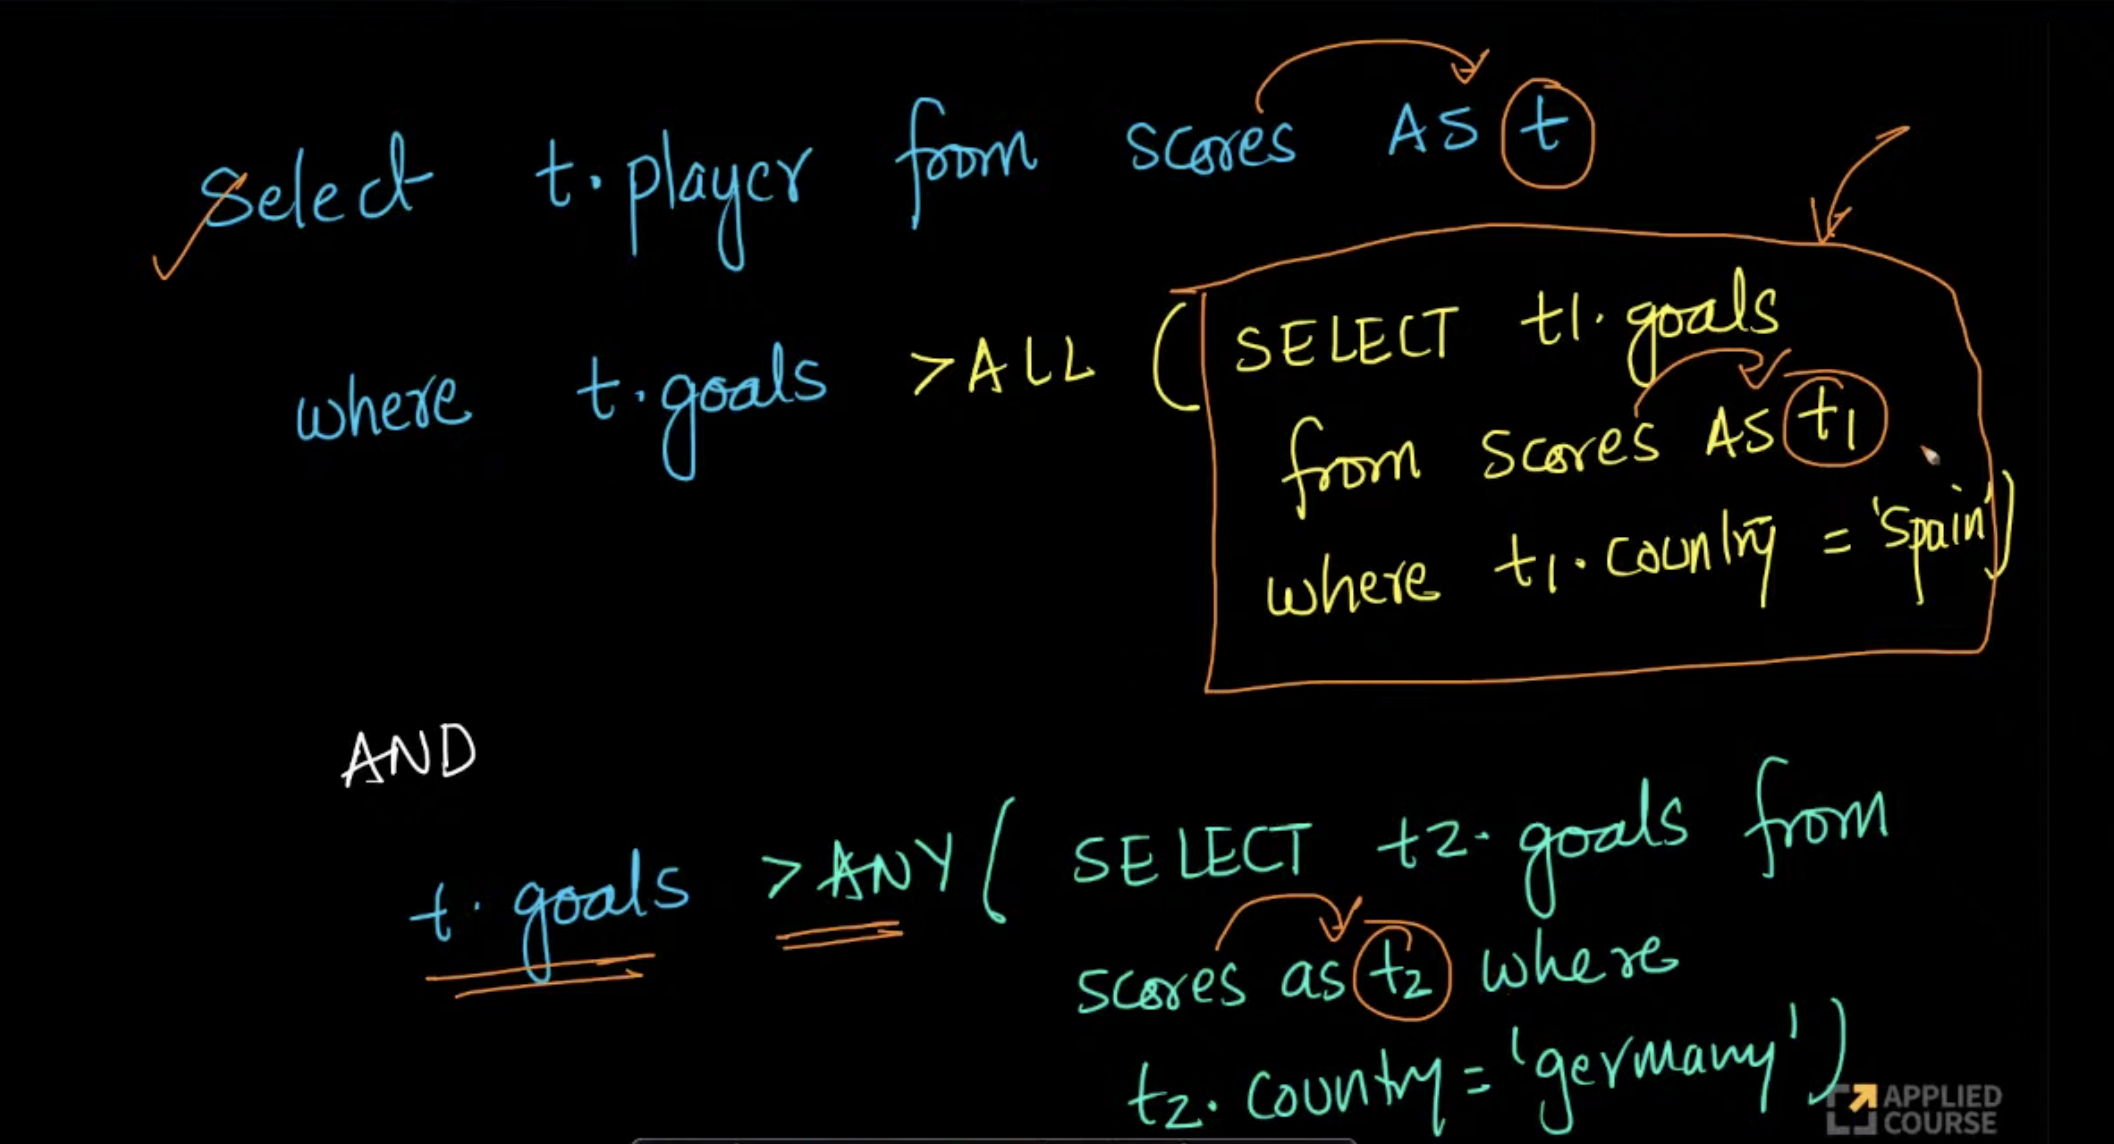 Select t.player from scores AS t
where t.goals >ALL ( SELECT t1.goals
from scores AS t1
where t1.country = 'Spain')
AND
t.goals >ANY ( SELECT t2.goals from
scores as t2 where
t2.country = 'germany')
APPLIED
COURSE